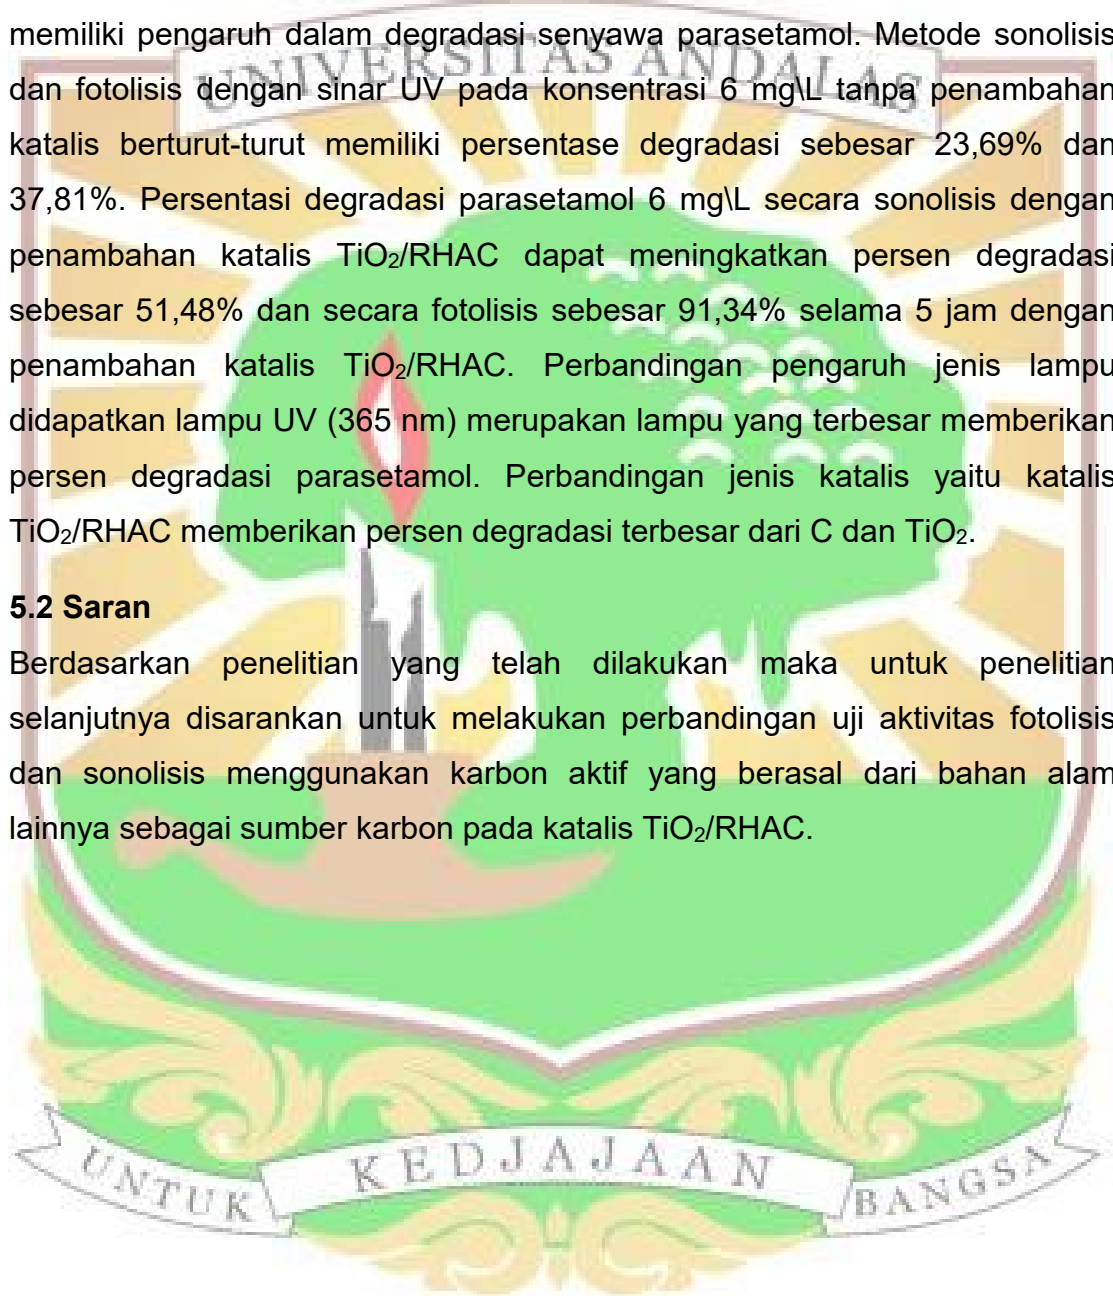 memiliki pengaruh dalam degradasi senyawa parasetamol. Metode sonolisis
UNIVERSITAS ANDALAS
dan fotolisis dengan sinar UV pada konsentrasi 6 mg\L tanpa penambahan
katalis berturut-turut memiliki persentase degradasi sebesar 23,69% dan
37,81%. Persentasi degradasi parasetamol 6 mg\L secara sonolisis dengan
penambahan katalis TiO₂/RHAC dapat meningkatkan persen degradasi
sebesar 51,48% dan secara fotolisis sebesar 91,34% selama 5 jam dengan
penambahan katalis TiO₂/RHAC. Perbandingan pengaruh jenis lampu
didapatkan lampu UV (365 nm) merupakan lampu yang terbesar memberikan
persen degradasi parasetamol. Perbandingan jenis katalis yaitu katalis
TiO₂/RHAC memberikan persen degradasi terbesar dari C dan TiO₂.
5.2 Saran
Berdasarkan penelitian yang telah dilakukan maka untuk penelitian
selanjutnya disarankan untuk melakukan perbandingan uji aktivitas fotolisis
dan sonolisis menggunakan karbon aktif yang berasal dari bahan alam
lainnya sebagai sumber karbon pada katalis TiO₂/RHAC.
UNTUK KEDJAJAAN BANGSA